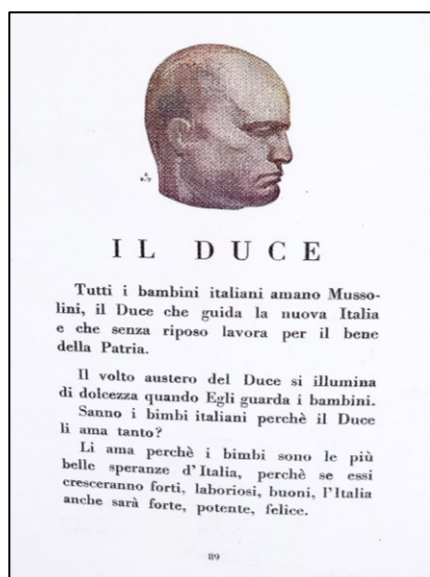 IL DUCE
Tutti i bambini italiani amano Musso-
lini, il Duce che guida la nuova Italia
e che senza riposo lavora per il bene
della Patria.
Il volto austero del Duce si illumina
di dolcezza quando Egli guarda i bambini.
Sanno i bimbi italiani perchè il Duce
li ama tanto?
Li ama perchè i bimbi sono le più
belle speranze d'Italia, perchè se essi
cresceranno forti, laboriosi, buoni, l'Italia
anche sarà forte, potente, felice.
89